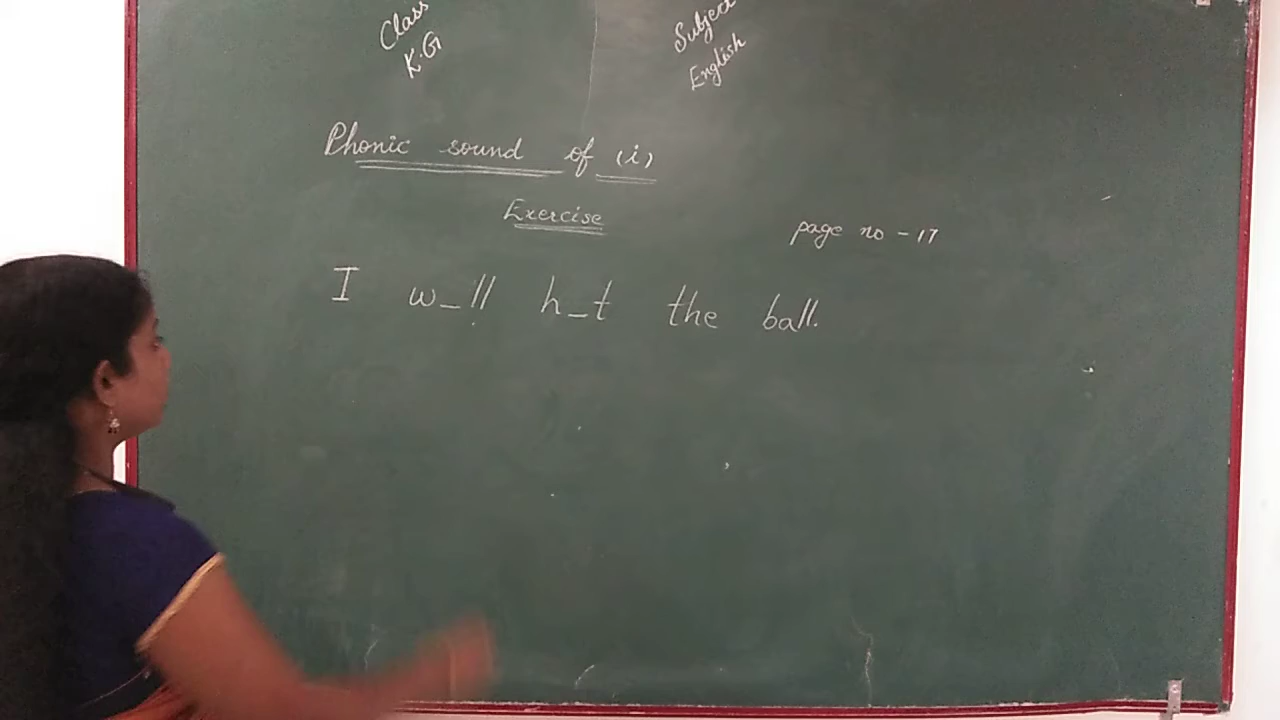 Class
K.G
Subject
English
Phonic sound of (i)
Exercise
page no - 17
I w_ll h_t the ball.